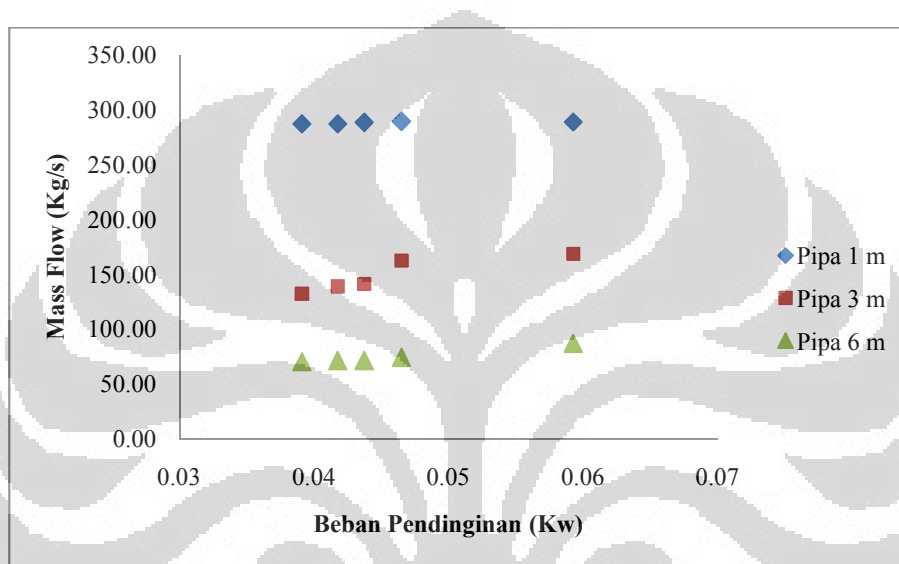 350.00
300.00
250.00
200.00
150.00
100.00
50.00
0.00
Mass Flow (Kg/s)
0.03 0.04 0.05 0.06 0.07
Beban Pendinginan (Kw)
Pipa 1 m
Pipa 3 m
Pipa 6 m